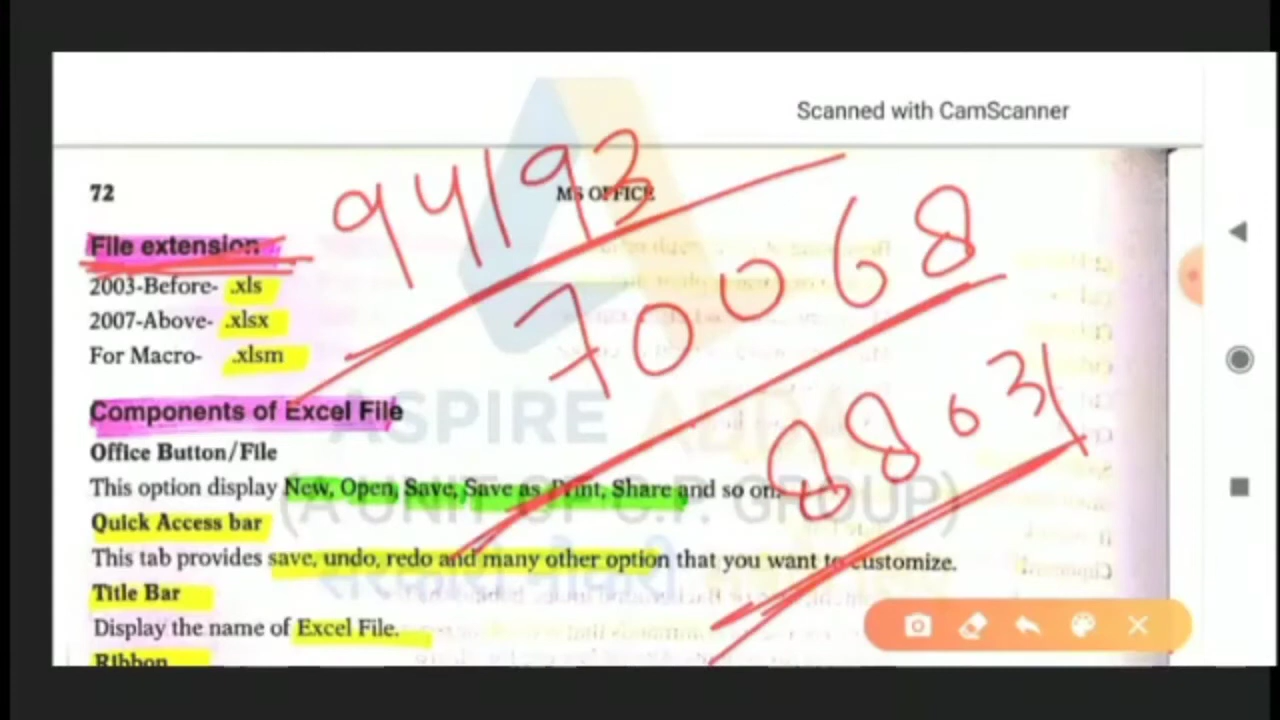 Scanned with CamScanner
72
MS OFFICE
94193
70068
88031
File extension
2003-Before- .xls
2007-Above- .xlsx
For Macro- .xlsm
Components of Excel File
Office Button/File
This option display New, Open, Save, Save as, Print, Share and so on.
Quick Access bar
This tab provides save, undo, redo and many other option that you want to customize.
Title Bar
Display the name of Excel File.
Ribbon
ASPIRE ADDA
(A UNIT OF C.P. GROUP)